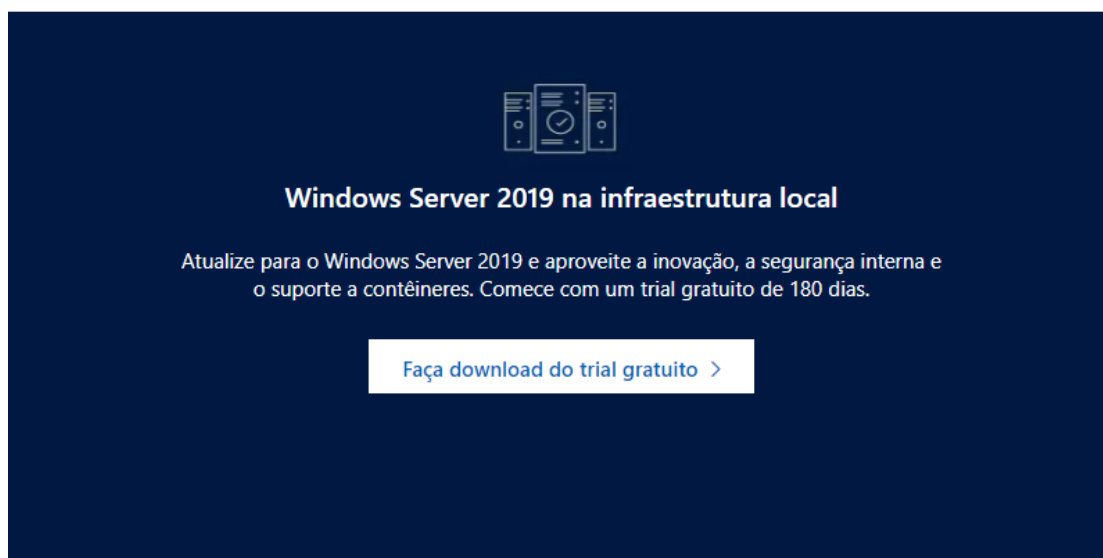 Windows Server 2019 na infraestrutura local
Atualize para o Windows Server 2019 e aproveite a inovação, a segurança interna e
o suporte a contêineres. Comece com um trial gratuito de 180 dias.
Faça download do trial gratuito >